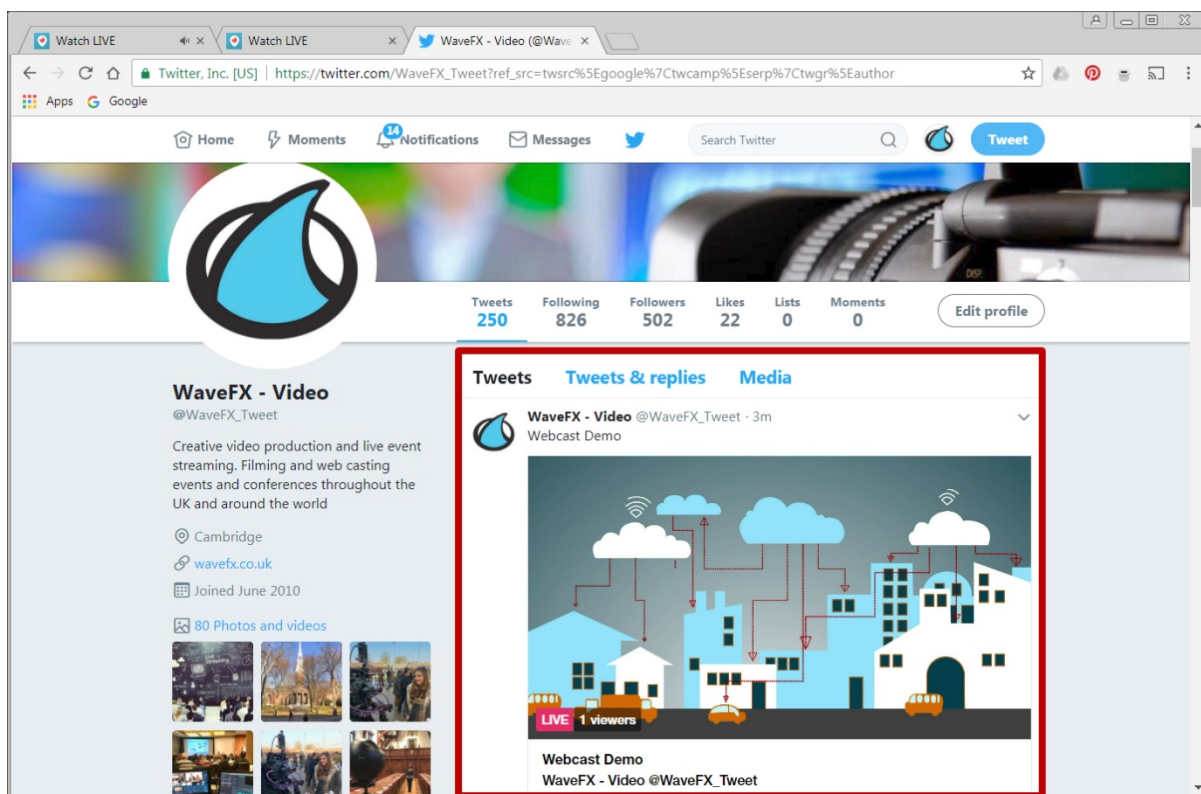 Watch LIVE
Watch LIVE
WaveFX - Video (@Wave
Twitter, Inc. [US] | https://twitter.com/WaveFX_Tweet?ref_src=twsrc%5Egoogle%7Ctwcamp%5Eserp%7Ctwgr%5Eauthor
Apps Google
Home Moments 14 Notifications Messages Search Twitter Tweet
DISP.
Tweets Following Followers Likes Lists Moments
250 826 502 22 0 0
Edit profile
WaveFX - Video
@WaveFX_Tweet
Creative video production and live event
streaming. Filming and web casting
events and conferences throughout the
UK and around the world
Cambridge
wavefx.co.uk
Joined June 2010
80 Photos and videos
Tweets Tweets & replies Media
WaveFX - Video @WaveFX_Tweet · 3m
Webcast Demo
LIVE 1 viewers
Webcast Demo
WaveFX - Video @WaveFX_Tweet